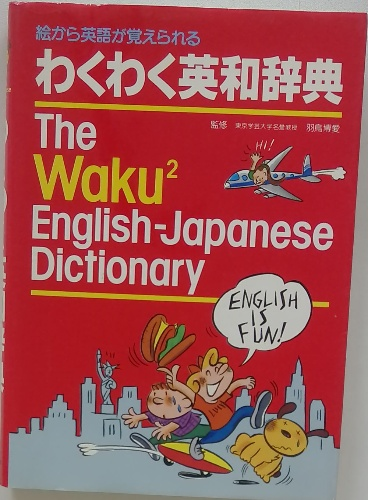 絵から英語が覚えられる
わくわく英和辞典
監修 東京学芸大学名誉教授 羽鳥博愛
The
Waku²
English-Japanese
Dictionary
HI!
ENGLISH
IS
FUN!